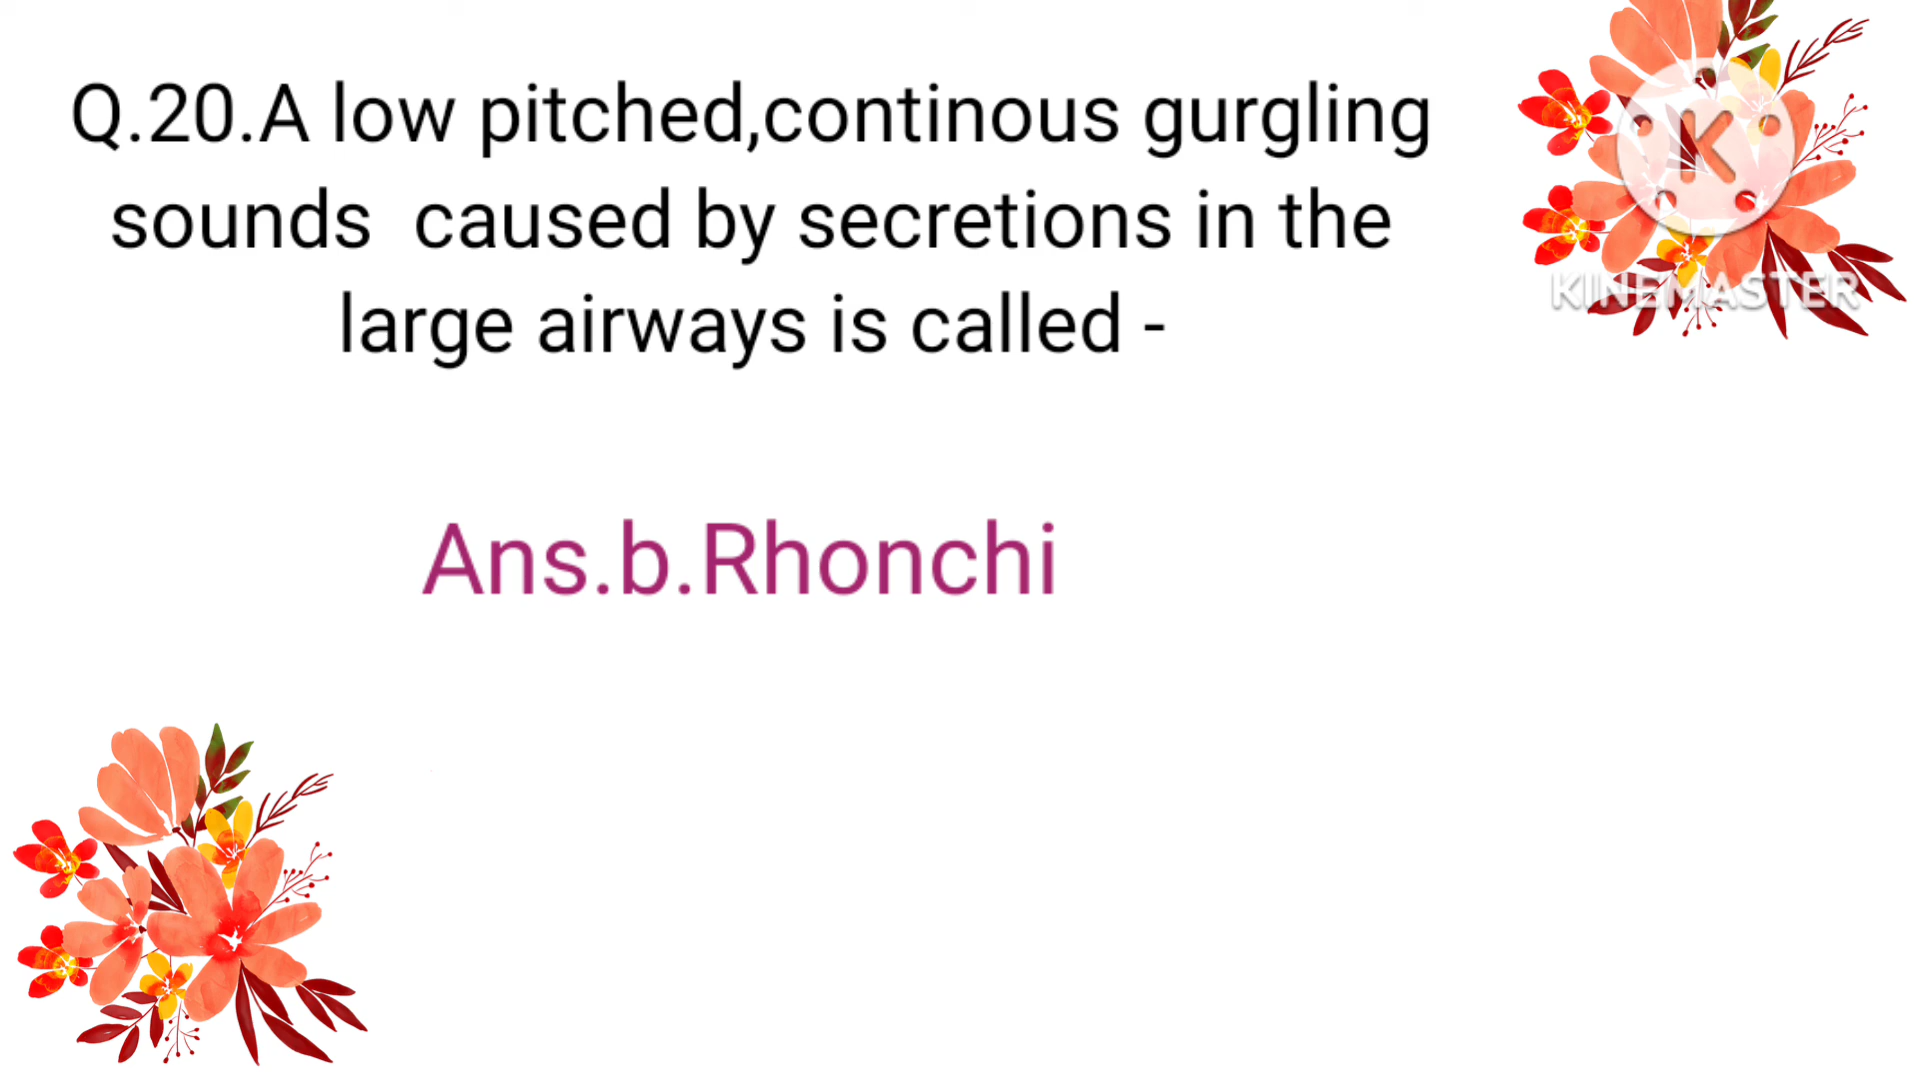 Q.20.A low pitched,continous gurgling
sounds  caused by secretions in the
large airways is called -
Ans.b.Rhonchi
K
KINEMASTER